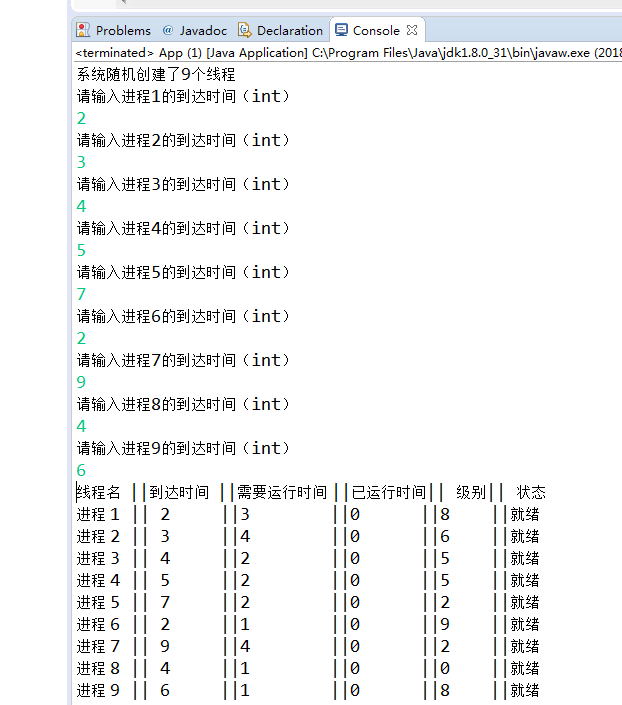 Problems @ Javadoc Declaration Console
<terminated> App (1) [Java Application] C:\Program Files\Java\jdk1.8.0_31\bin\javaw.exe (2018
系统随机创建了9个线程
请输入进程1的到达时间（int）
2
请输入进程2的到达时间（int）
3
请输入进程3的到达时间（int）
4
请输入进程4的到达时间（int）
5
请输入进程5的到达时间（int）
7
请输入进程6的到达时间（int）
2
请输入进程7的到达时间（int）
9
请输入进程8的到达时间（int）
4
请输入进程9的到达时间（int）
6
线程名 ||到达时间 ||需要运行时间||已运行时间|| 级别|| 状态
进程1 || 2 ||3 ||0 ||8 ||就绪
进程2 || 3 ||4 ||0 ||6 ||就绪
进程3 || 4 ||2 ||0 ||5 ||就绪
进程4 || 5 ||2 ||0 ||5 ||就绪
进程5 || 7 ||2 ||0 ||2 ||就绪
进程6 || 2 ||1 ||0 ||9 ||就绪
进程7 || 9 ||4 ||0 ||2 ||就绪
进程8 || 4 ||1 ||0 ||0 ||就绪
进程9 || 6 ||1 ||0 ||8 ||就绪